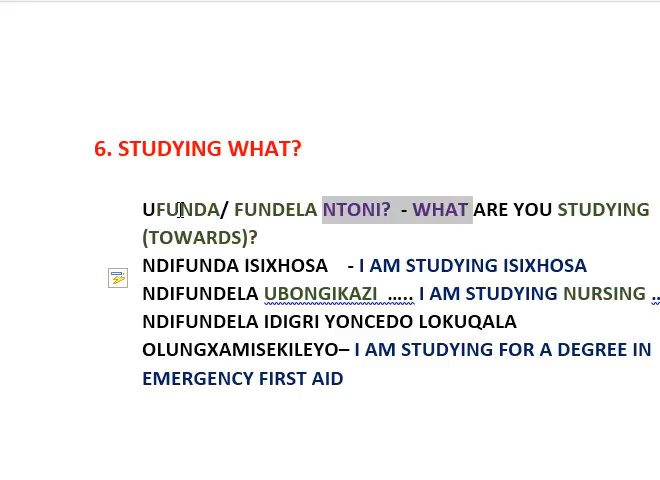 6. STUDYING WHAT?
UFUNDA/ FUNDELA NTONI? - WHAT ARE YOU STUDYING
(TOWARDS)?
NDIFUNDA ISIXHOSA - I AM STUDYING ISIXHOSA
NDIFUNDELA UBONGIKAZI ….. I AM STUDYING NURSING ..
NDIFUNDELA IDIGRI YONCEDO LOKUQALA
OLUNGXAMISEKILEYO– I AM STUDYING FOR A DEGREE IN
EMERGENCY FIRST AID